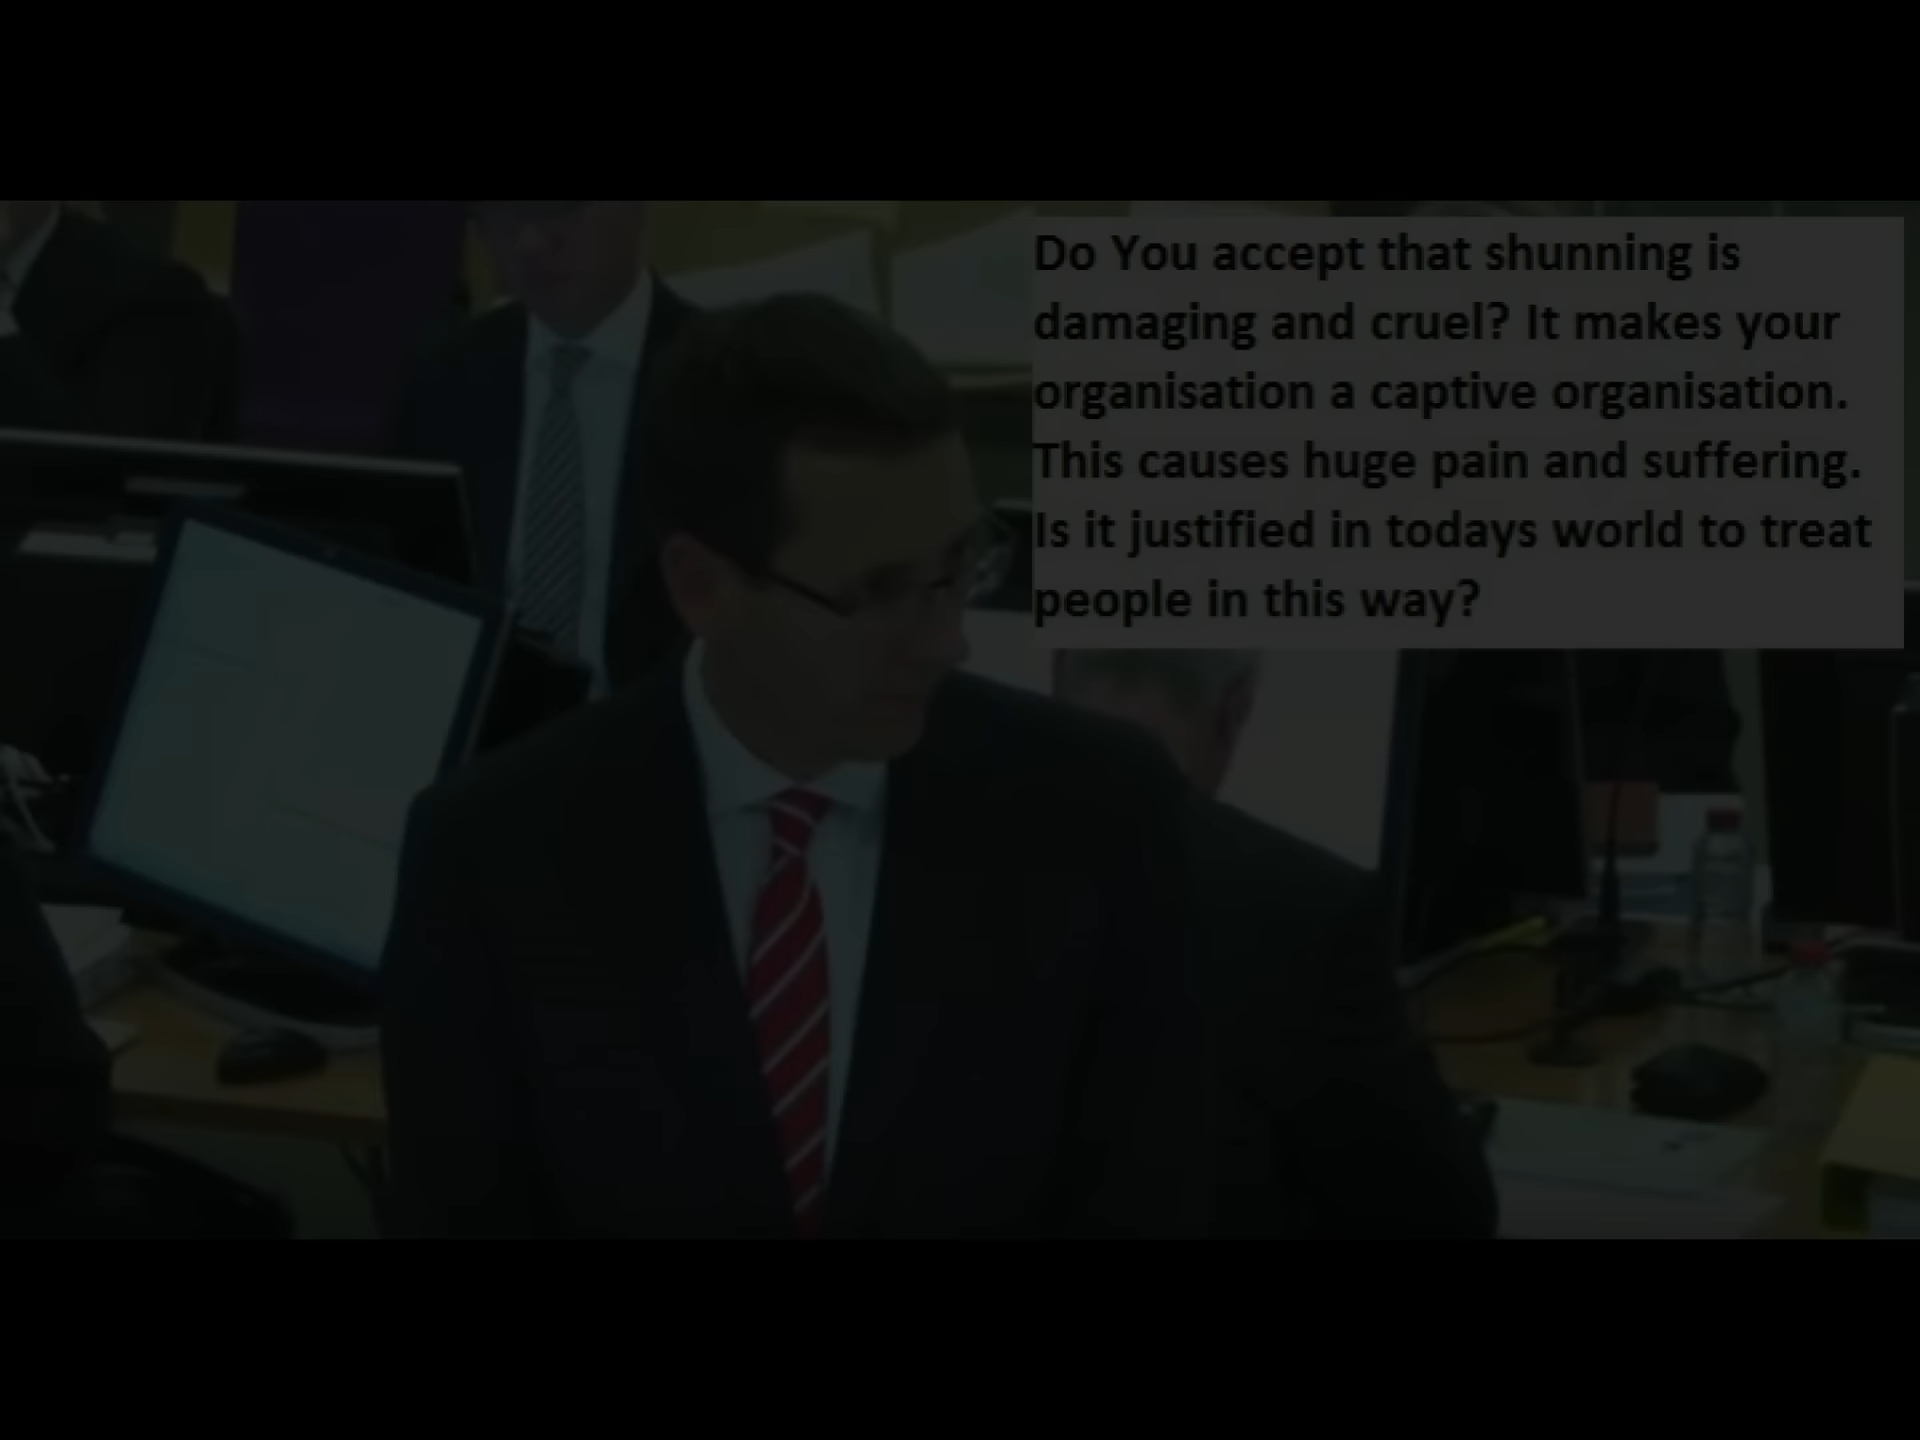 Do You accept that shunning is
damaging and cruel? It makes your
organisation a captive organisation.
This causes huge pain and suffering.
Is it justified in todays world to treat
people in this way?